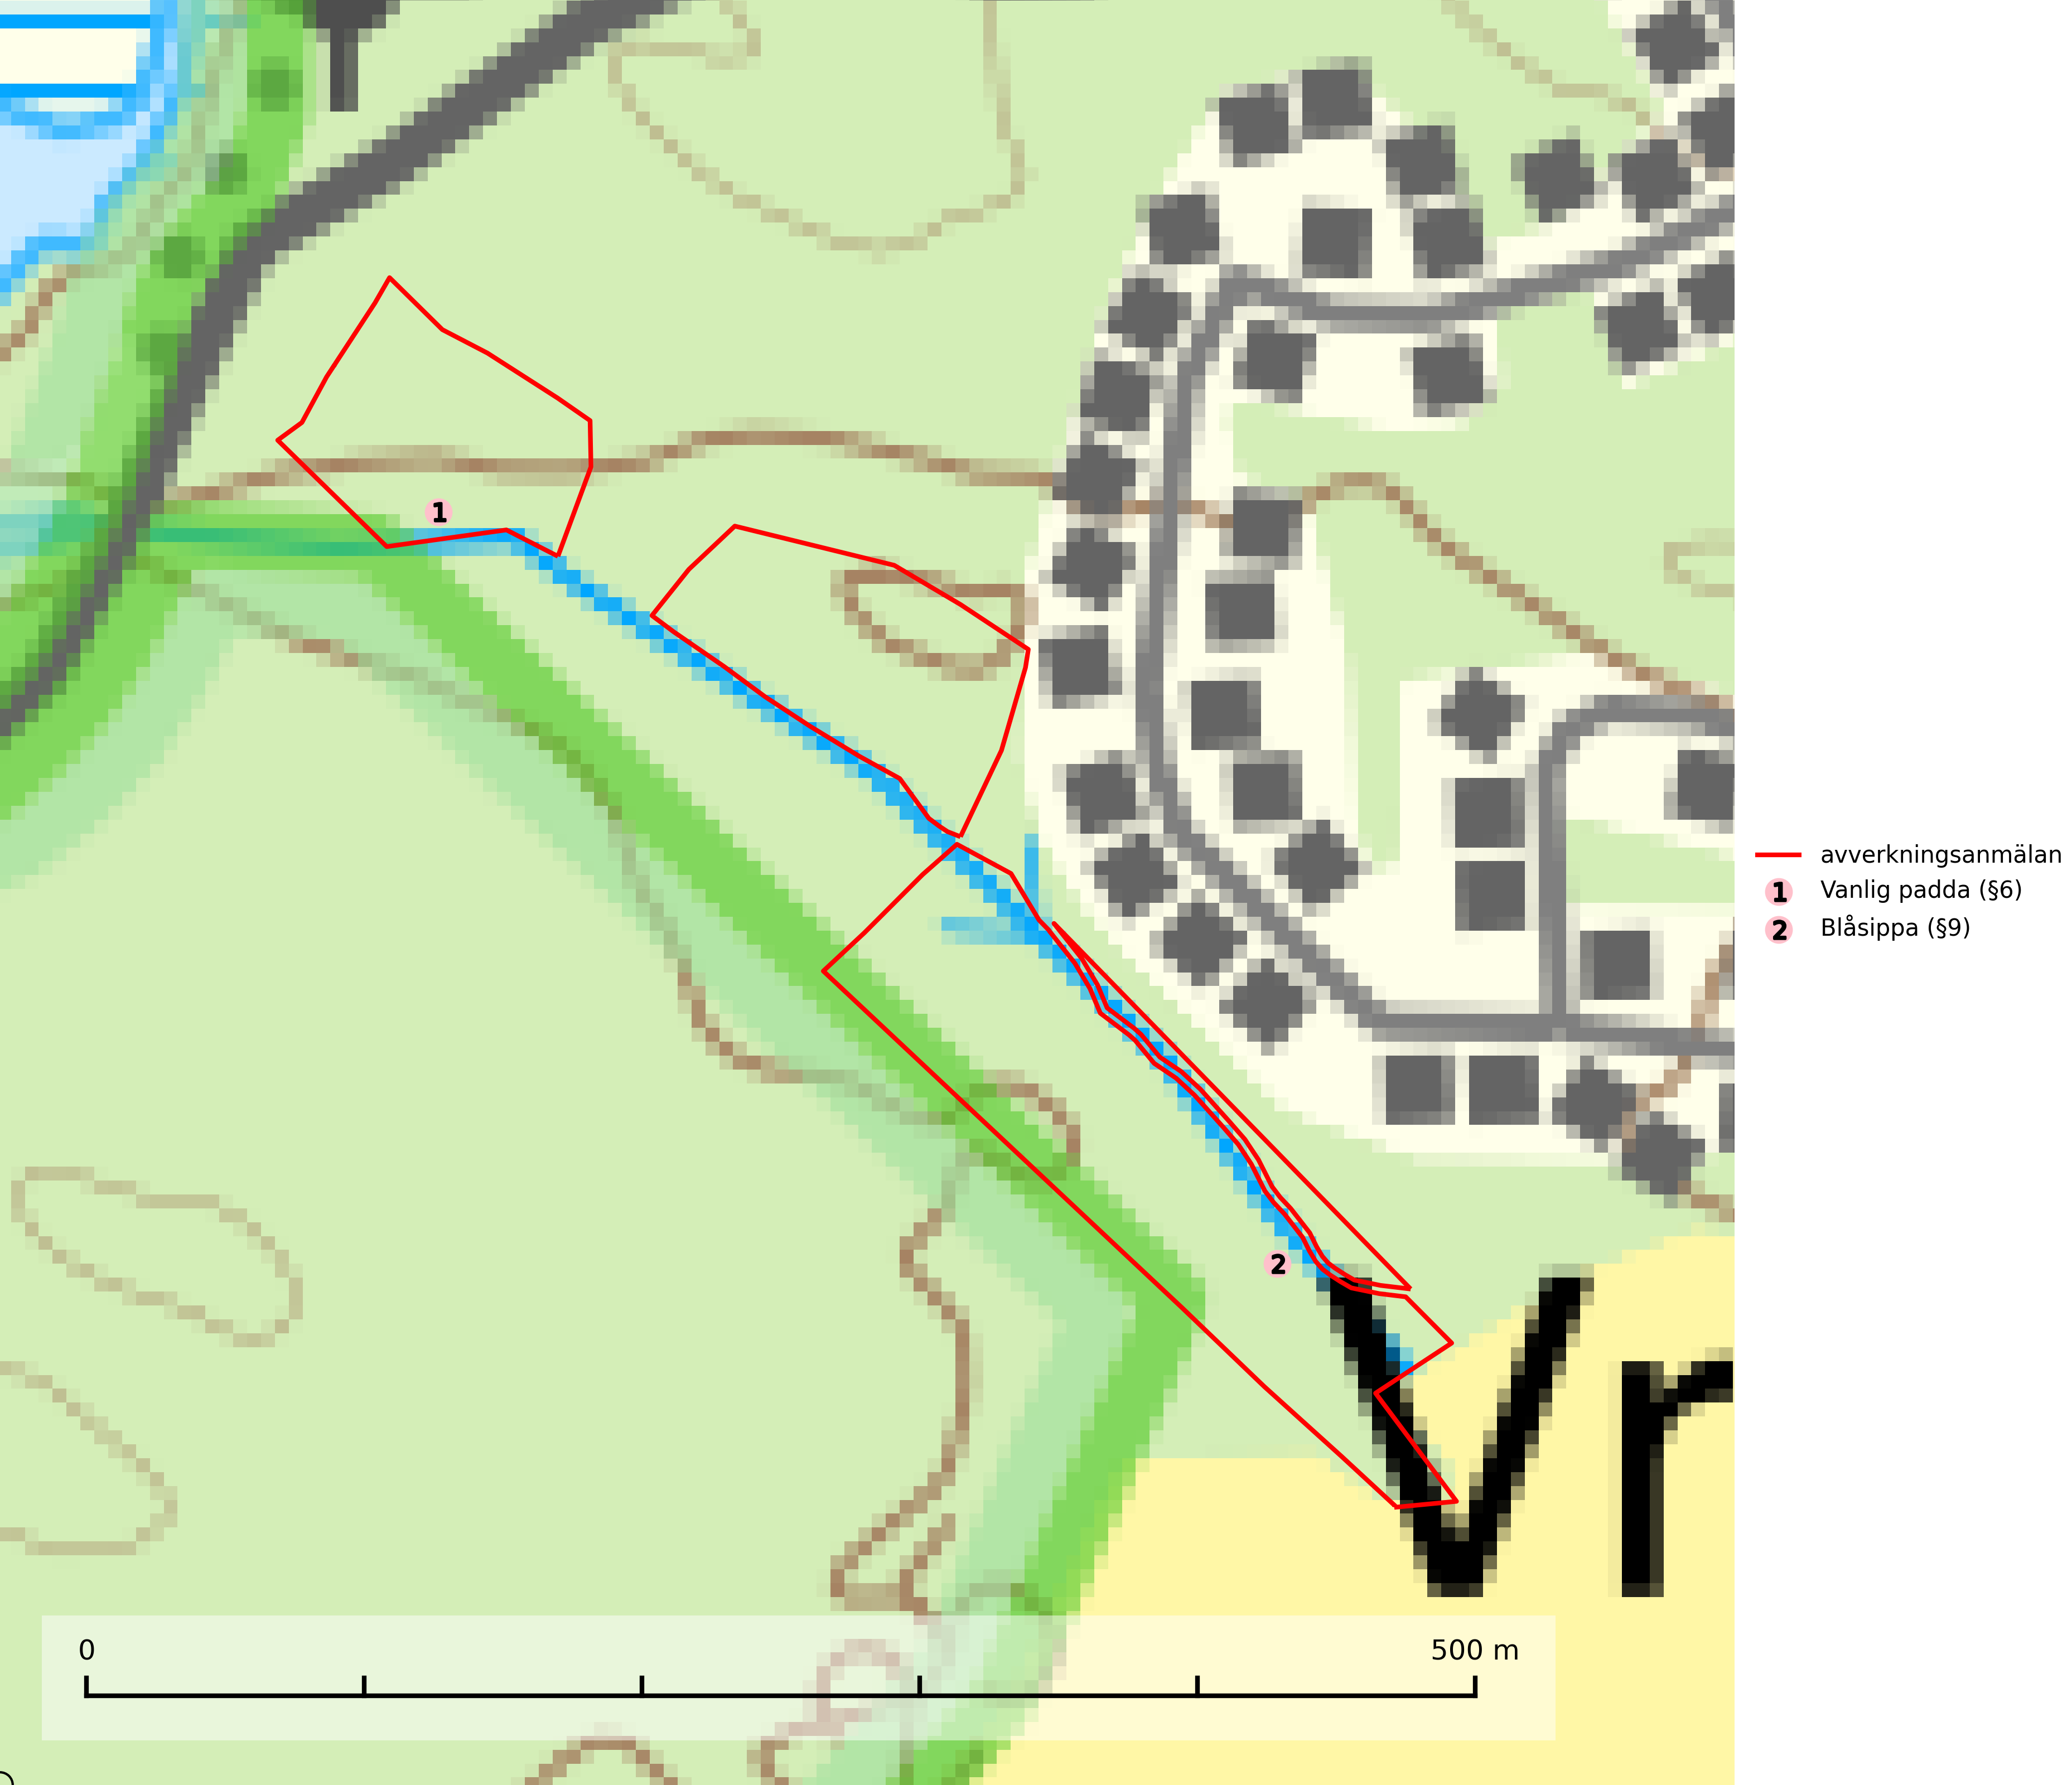 1
2
avverkningsanmälan
1 Vanlig padda (§6)
2 Blåsippa (§9)
vr
0 500 m